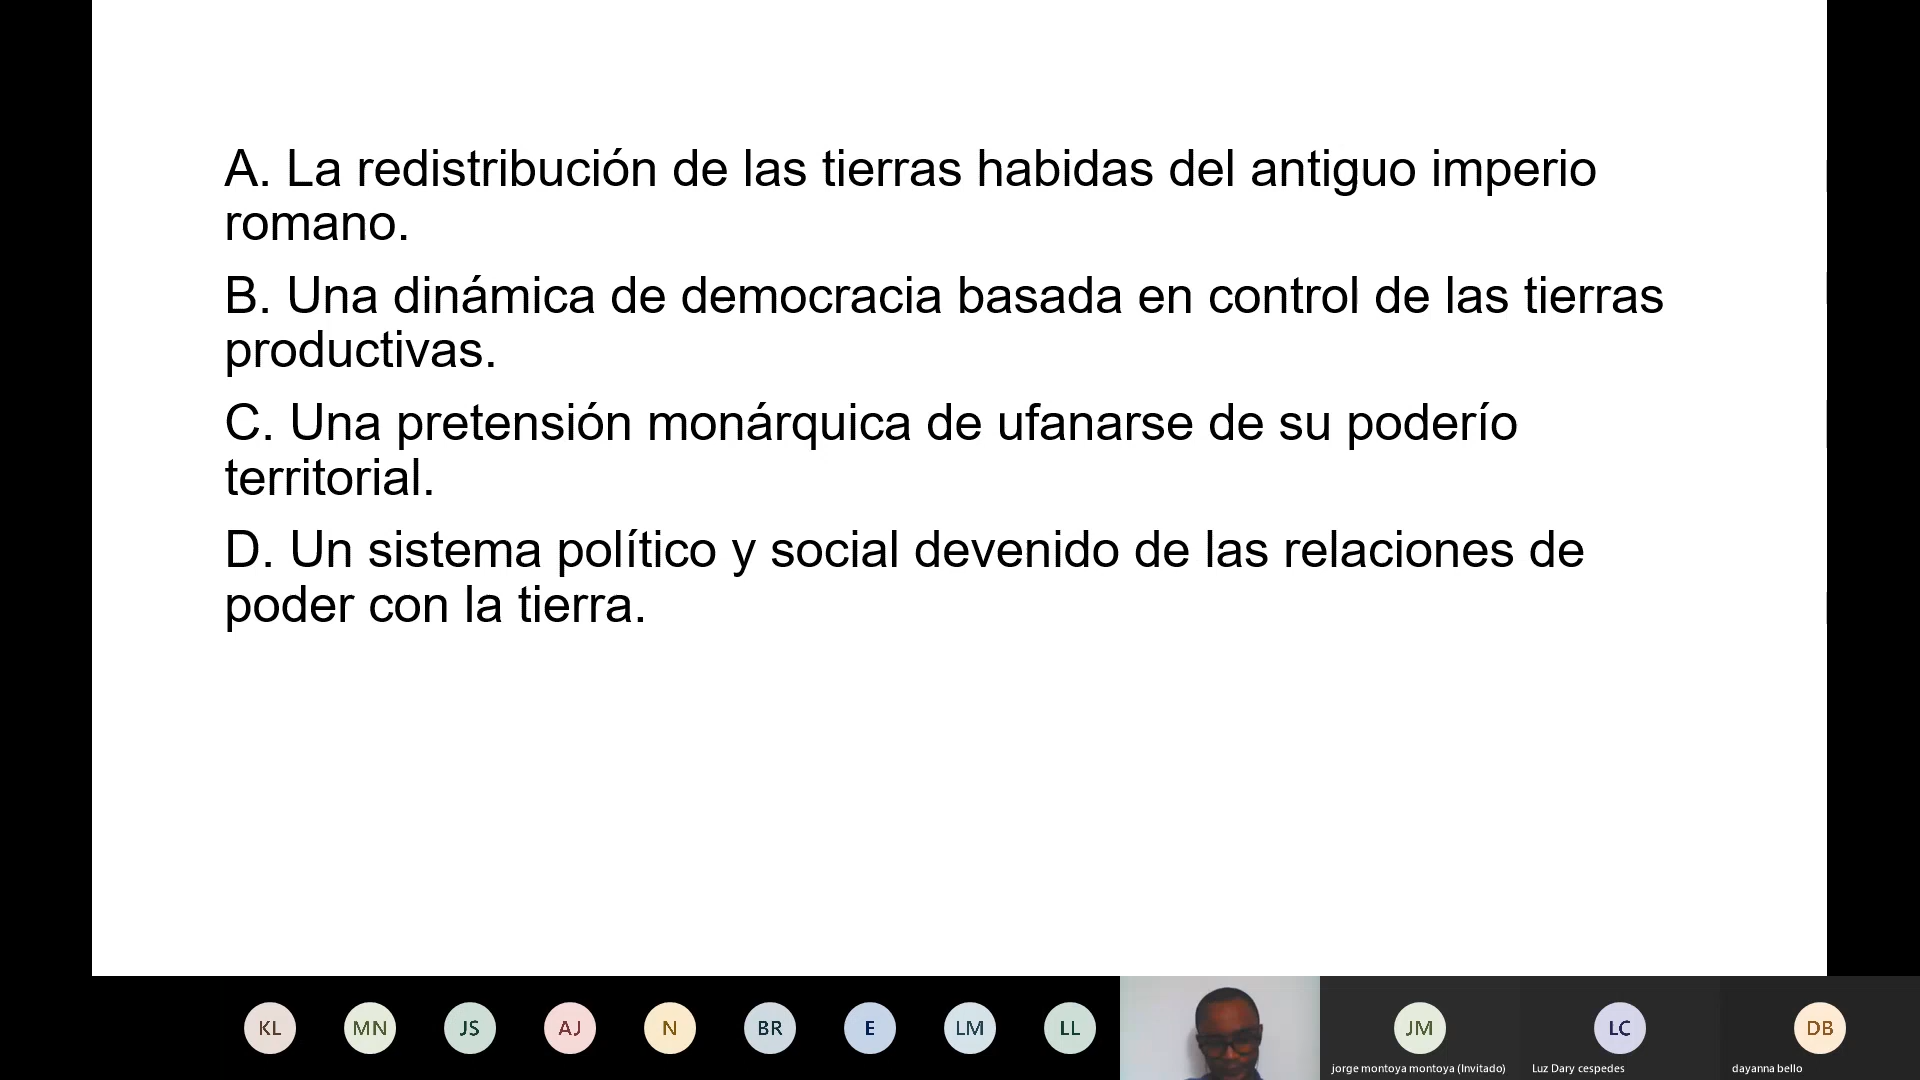 A. La redistribución de las tierras habidas del antiguo imperio
romano.
B. Una dinámica de democracia basada en control de las tierras
productivas.
C. Una pretensión monárquica de ufanarse de su poderío
territorial.
D. Un sistema político y social devenido de las relaciones de
poder con la tierra.
KL MN JS AJ N BR E LM LL JM LC DB
jorge montoya montoya (Invitado) Luz Dary cespedes dayanna bello